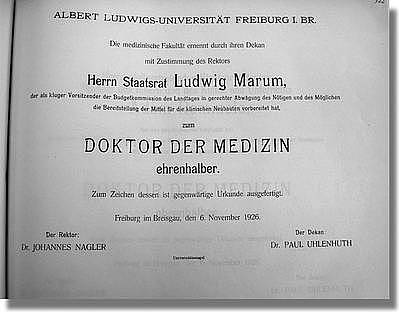 ALBERT LUDWIGS-UNIVERSITÄT FREIBURG I. BR.
Die medizinische Fakultät ernennt durch ihren Dekan
mit Zustimmung des Rektors
Herrn Staatsrat Ludwig Marum,
der als kluger Vorsitzender der Budgetkommission des Landtages in gerechter Abwägung des Nötigen und des Möglichen
die Bereitstellung der Mittel für die klinischen Neubauten vorbereitet hat,
zum
DOKTOR DER MEDIZIN
ehrenhalber.
Zum Zeichen dessen ist gegenwärtige Urkunde ausgefertigt.
Freiburg im Breisgau, den 6. November 1926.
Der Rektor:
Dr. JOHANNES NAGLER
Der Dekan:
Dr. PAUL UHLENHUTH